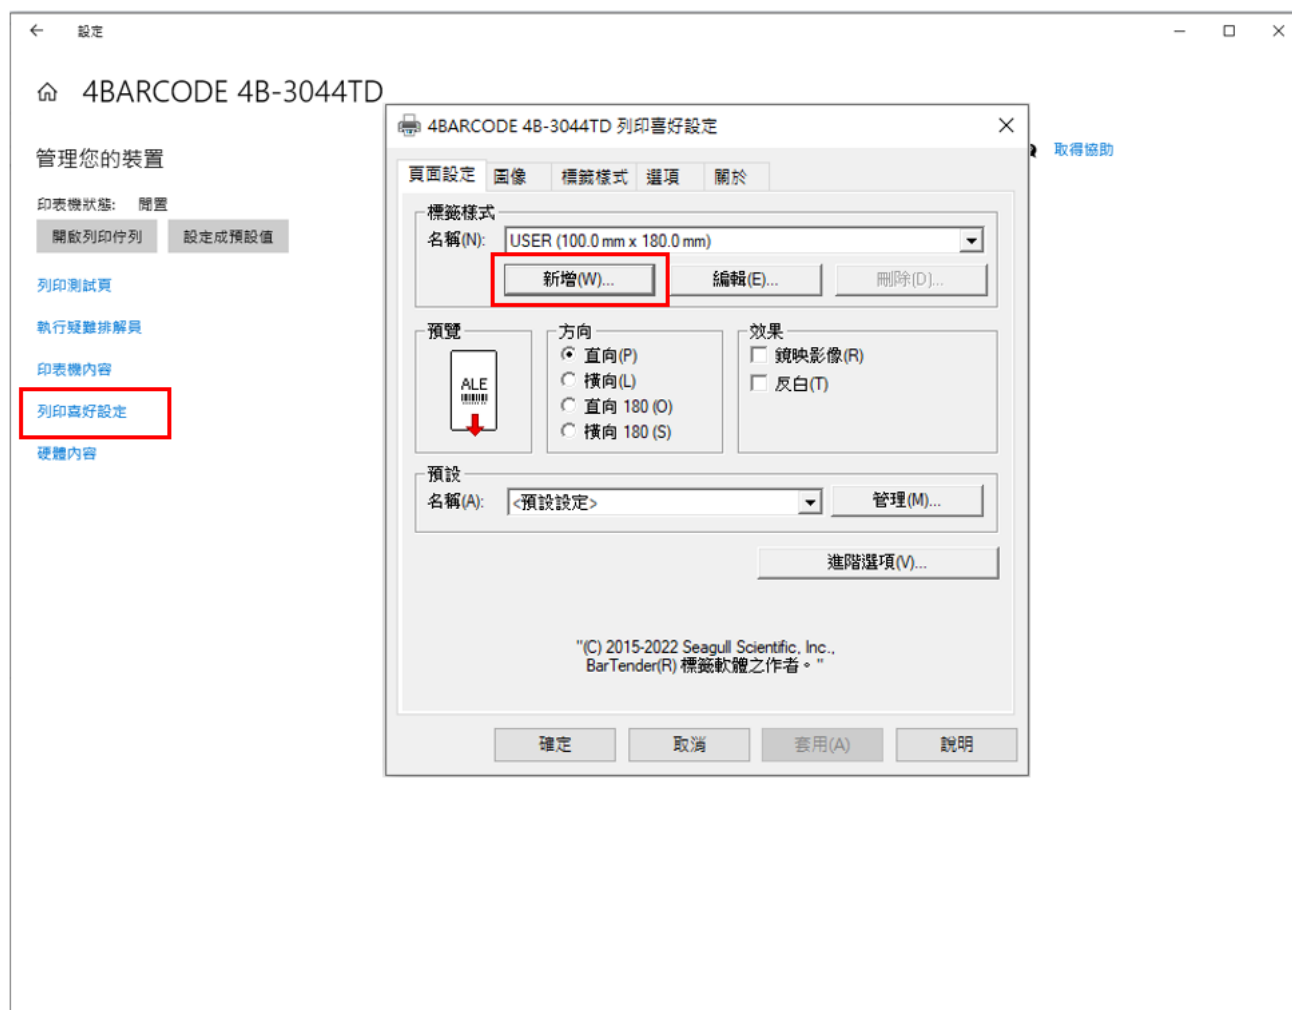 設定
4BARCODE 4B-3044TD
管理您的裝置
印表機狀態: 閒置
開啟列印佇列
設定成預設值
列印測試頁
執行疑難排解員
印表機內容
列印喜好設定
硬體內容
取得協助
4BARCODE 4B-3044TD 列印喜好設定
頁面設定 圖像 標籤樣式 選項 關於
標籤樣式
名稱(N): USER (100.0 mm x 180.0 mm)
新增(W)... 編輯(E)... 刪除(D)...
預覽
ALE
方向
直向(P)
橫向(L)
直向 180 (O)
橫向 180 (S)
效果
鏡映影像(R)
反白(T)
預設
名稱(A): <預設設定> 管理(M)...
進階選項(V)...
"(C) 2015-2022 Seagull Scientific, Inc.,
BarTender(R) 標籤軟體之作者。"
確定 取消 套用(A) 說明